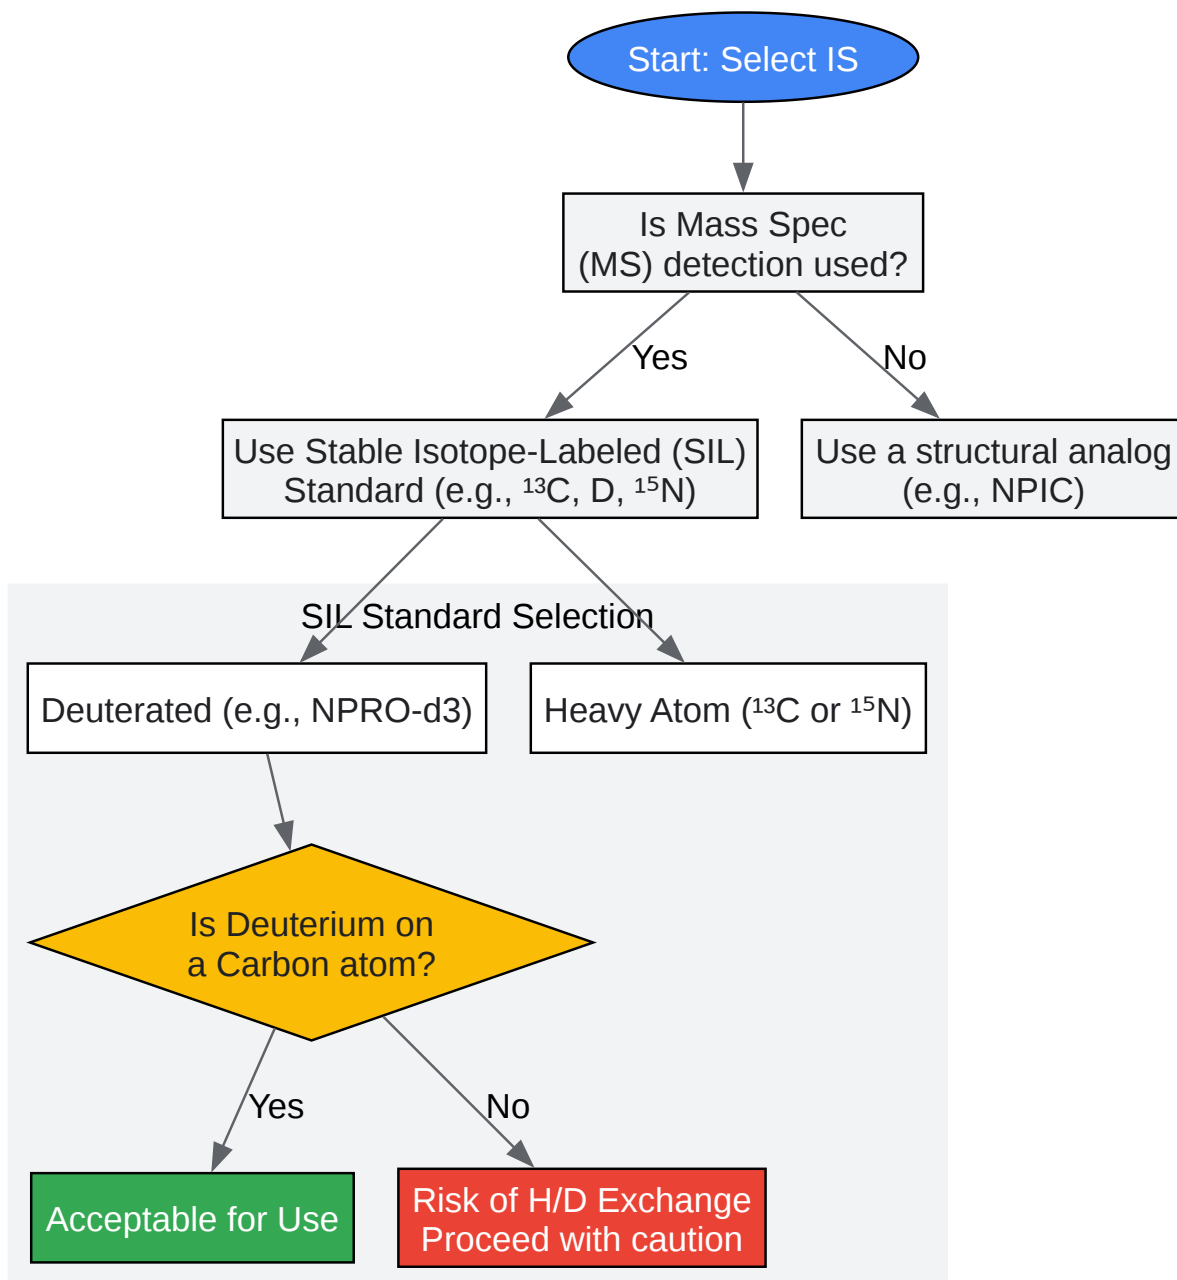 Start: Select IS
Is Mass Spec
(MS) detection used?
Yes
No
Use Stable Isotope-Labeled (SIL)
Standard (e.g., ¹³C, D, ¹⁵N)
Use a structural analog
(e.g., NPIC)
SIL Standard Selection
Deuterated (e.g., NPRO-d3)
Heavy Atom (¹³C or ¹⁵N)
Is Deuterium on
a Carbon atom?
Yes
No
Acceptable for Use
Risk of H/D Exchange
Proceed with caution